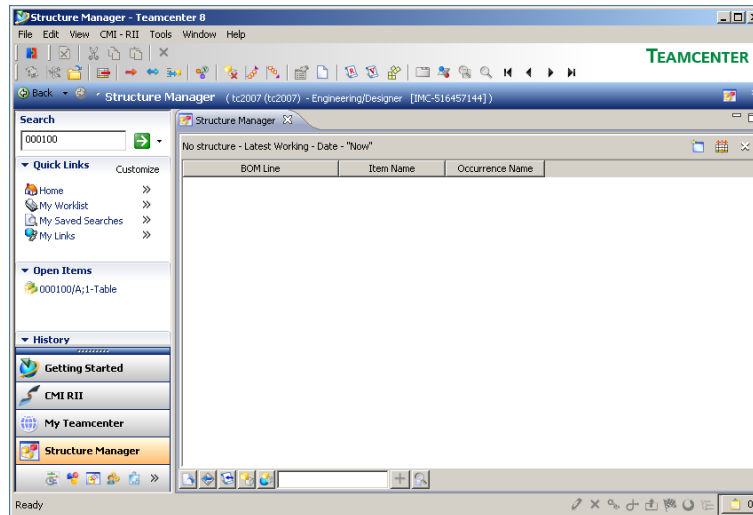 Structure Manager - Teamcenter 8
File Edit View CMI - RII Tools Window Help
TEAMCENTER
Back Structure Manager ( tc2007 (tc2007) - Engineering/Designer [IMC-516457144] )
Search
000100
Quick Links Customize
Home
My Worklist
My Saved Searches
My Links
Open Items
000100/A;1-Table
History
Getting Started
CMI RII
My Teamcenter
Structure Manager
Structure Manager
No structure - Latest Working - Date - "Now"
BOM Line Item Name Occurrence Name
Ready